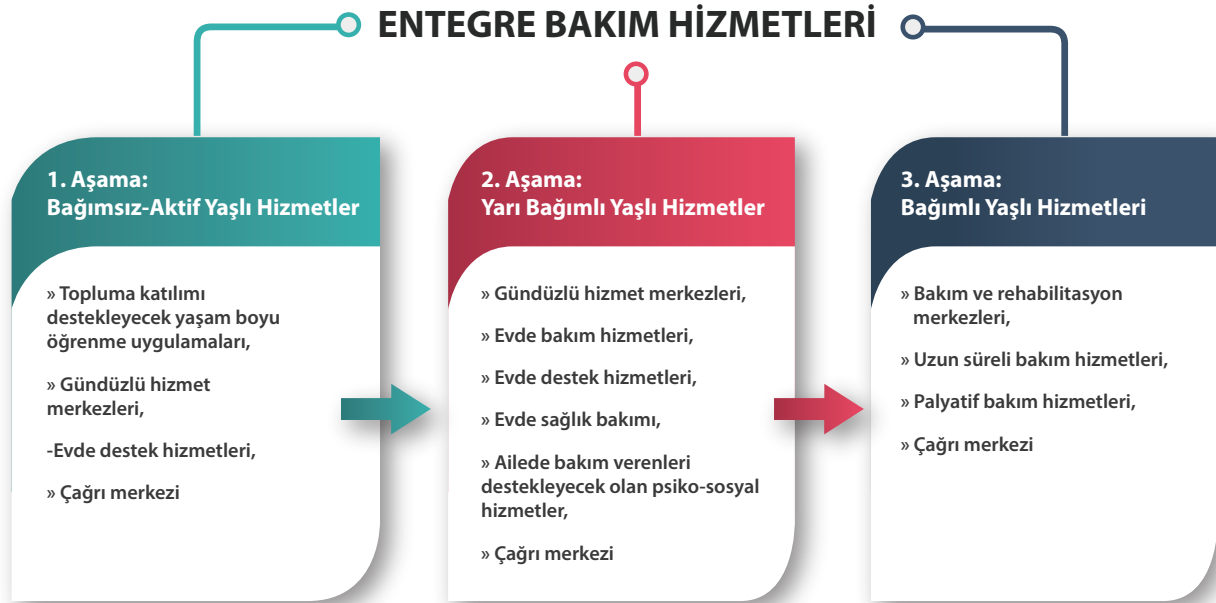 ENTEGRE BAKIM HİZMETLERİ
1. Aşama:
Bağımsız-Aktif Yaşlı Hizmetler
» Topluma katılımı
destekleyecek yaşam boyu
öğrenme uygulamaları,
» Gündüzlü hizmet
merkezleri,
-Evde destek hizmetleri,
» Çağrı merkezi
2. Aşama:
Yarı Bağımlı Yaşlı Hizmetler
» Gündüzlü hizmet merkezleri,
» Evde bakım hizmetleri,
» Evde destek hizmetleri,
» Evde sağlık bakımı,
» Ailede bakım verenleri
destekleyecek olan psiko-sosyal
hizmetler,
» Çağrı merkezi
3. Aşama:
Bağımlı Yaşlı Hizmetleri
» Bakım ve rehabilitasyon
merkezleri,
» Uzun süreli bakım hizmetleri,
» Palyatif bakım hizmetleri,
» Çağrı merkezi